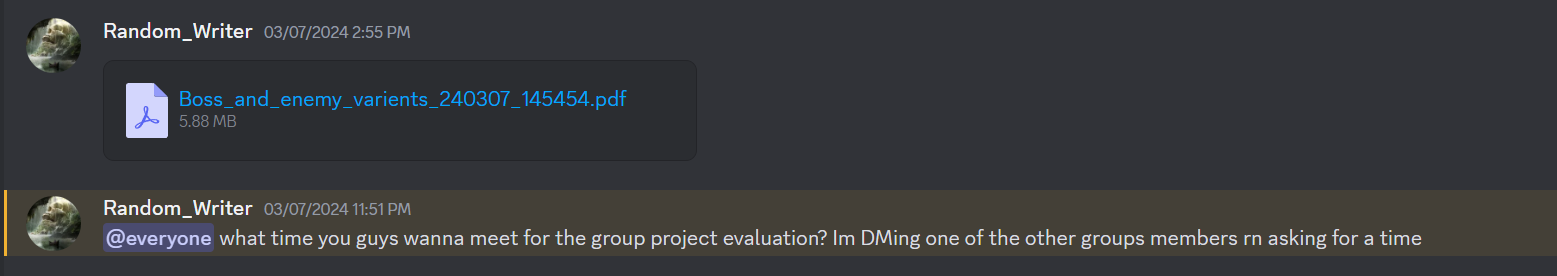 Random_Writer 03/07/2024 2:55 PM
Boss_and_enemy_varients_240307_145454.pdf
5.88 MB
Random_Writer 03/07/2024 11:51 PM
@everyone what time you guys wanna meet for the group project evaluation? Im DMing one of the other groups members rn asking for a time